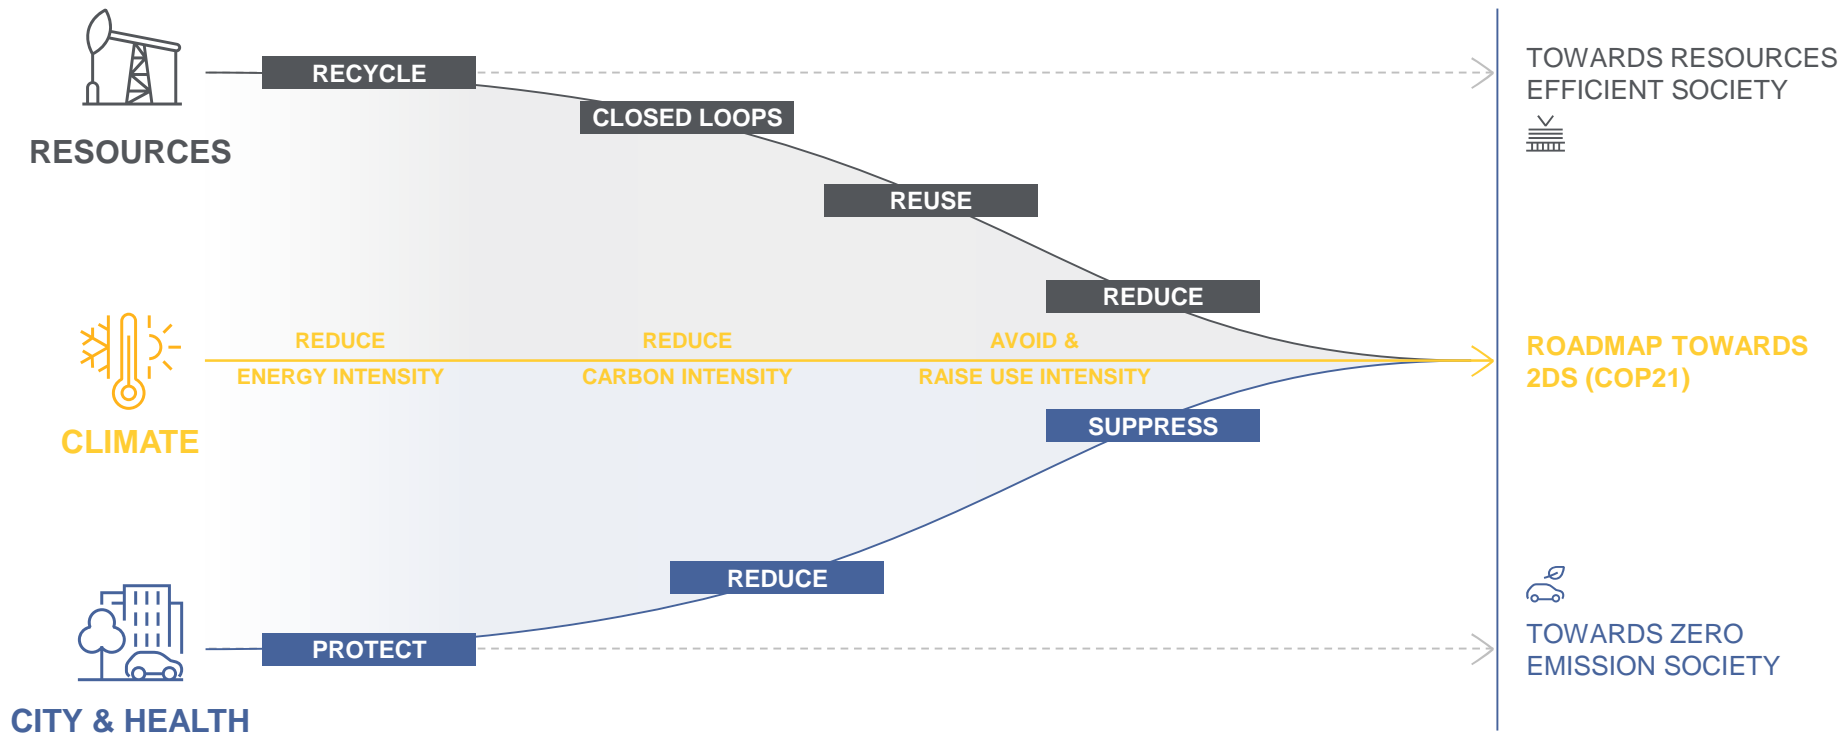 RESOURCES
RECYCLE
CLOSED LOOPS
REUSE
REDUCE
TOWARDS RESOURCES
EFFICIENT SOCIETY
CLIMATE
REDUCE
ENERGY INTENSITY
REDUCE
CARBON INTENSITY
AVOID &
RAISE USE INTENSITY
ROADMAP TOWARDS
2DS (COP21)
CITY & HEALTH
PROTECT
REDUCE
SUPPRESS
TOWARDS ZERO
EMISSION SOCIETY